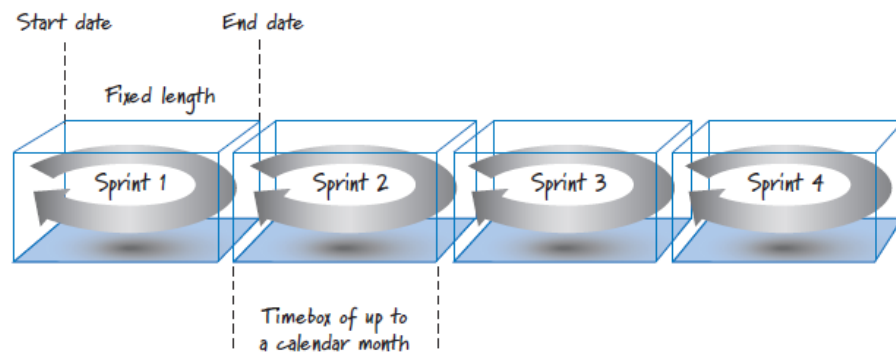 Start date
End date
Fixed length
Sprint 1
Sprint 2
Sprint 3
Sprint 4
Timebox of up to
a calendar month